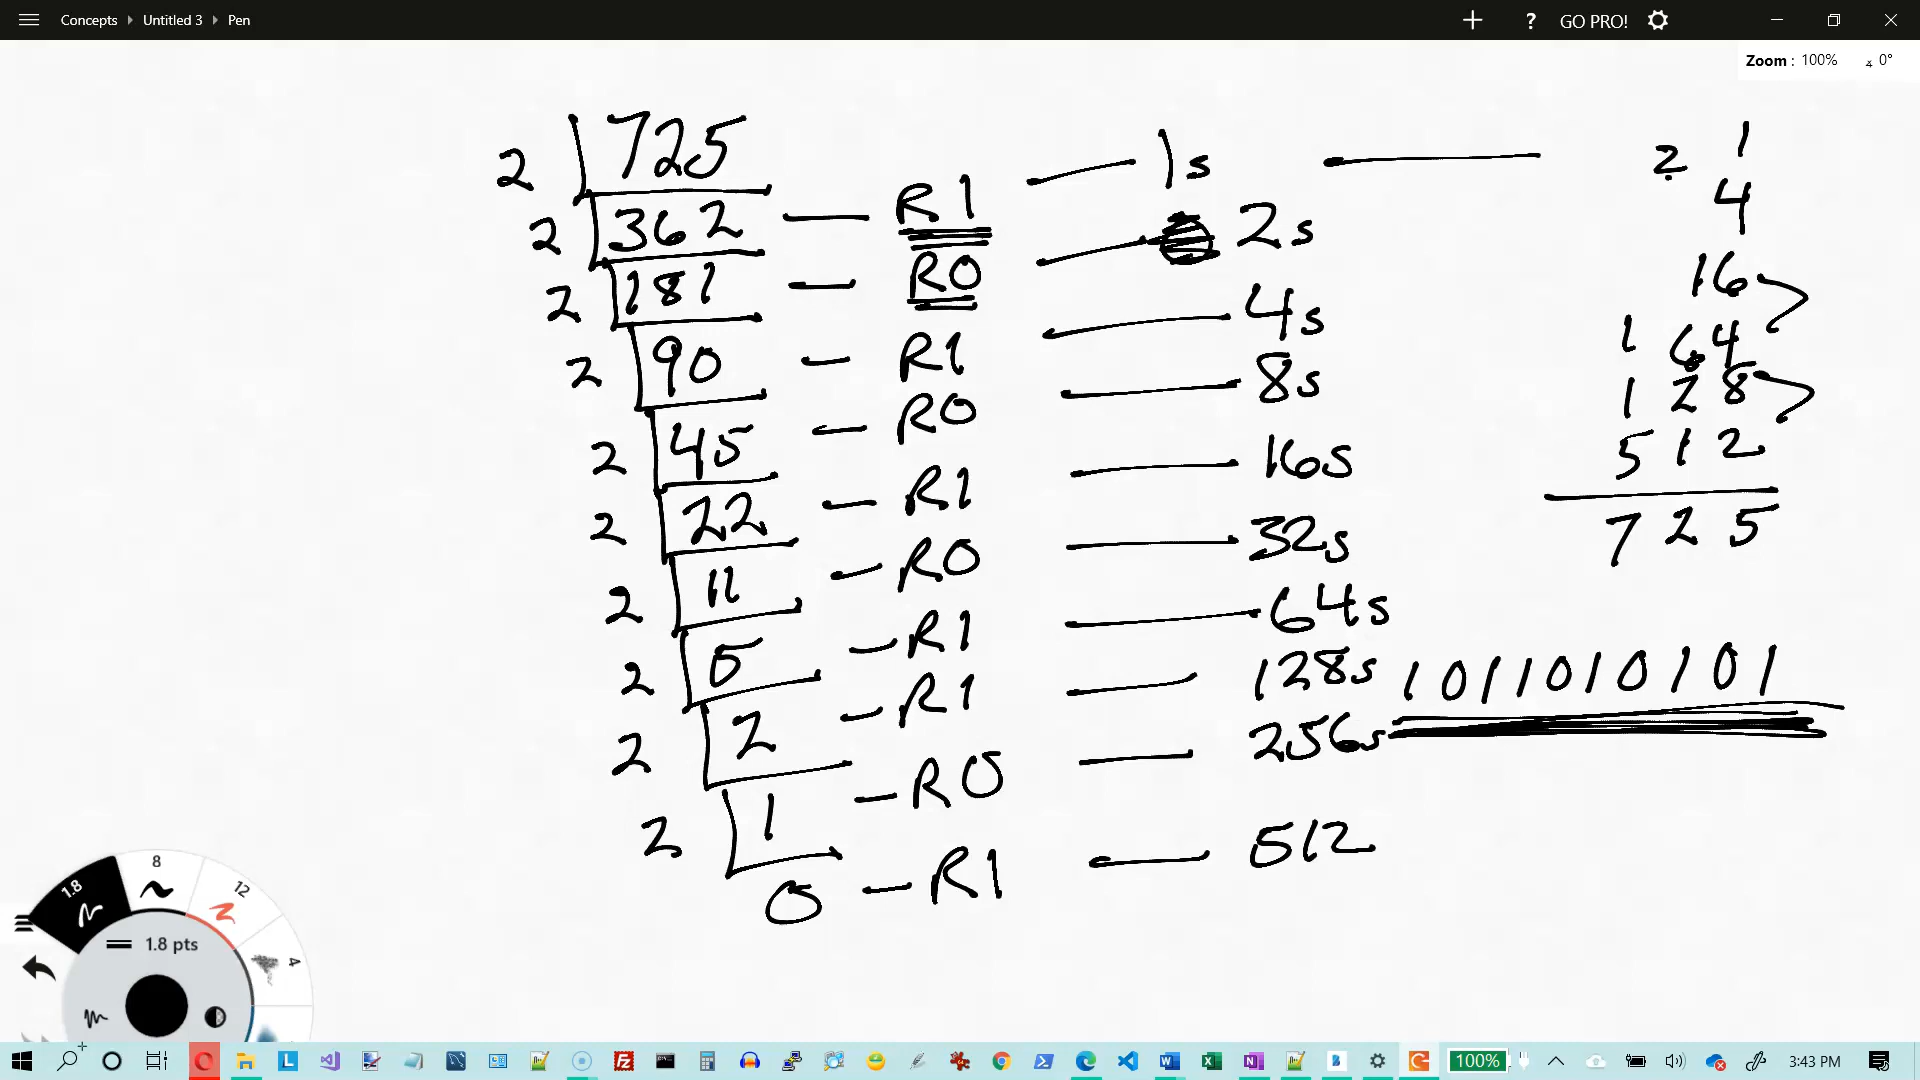 Concepts Untitled 3 Pen
? GO PRO!
Zoom : 100% 0°
2 725 1s 2 1
2 362 R1 2s 4
2 181 R0 4s 16
2 90 R1 8s 1 64
2 45 R0 16s 128
2 22 R1 32s 512
2 11 R0 64s 725
2 5 R1 128s 1011010101
2 2 R1 256s
2 1 R0 512
0 R1
1.8 8 12 4
1.8 pts
100% 3:43 PM